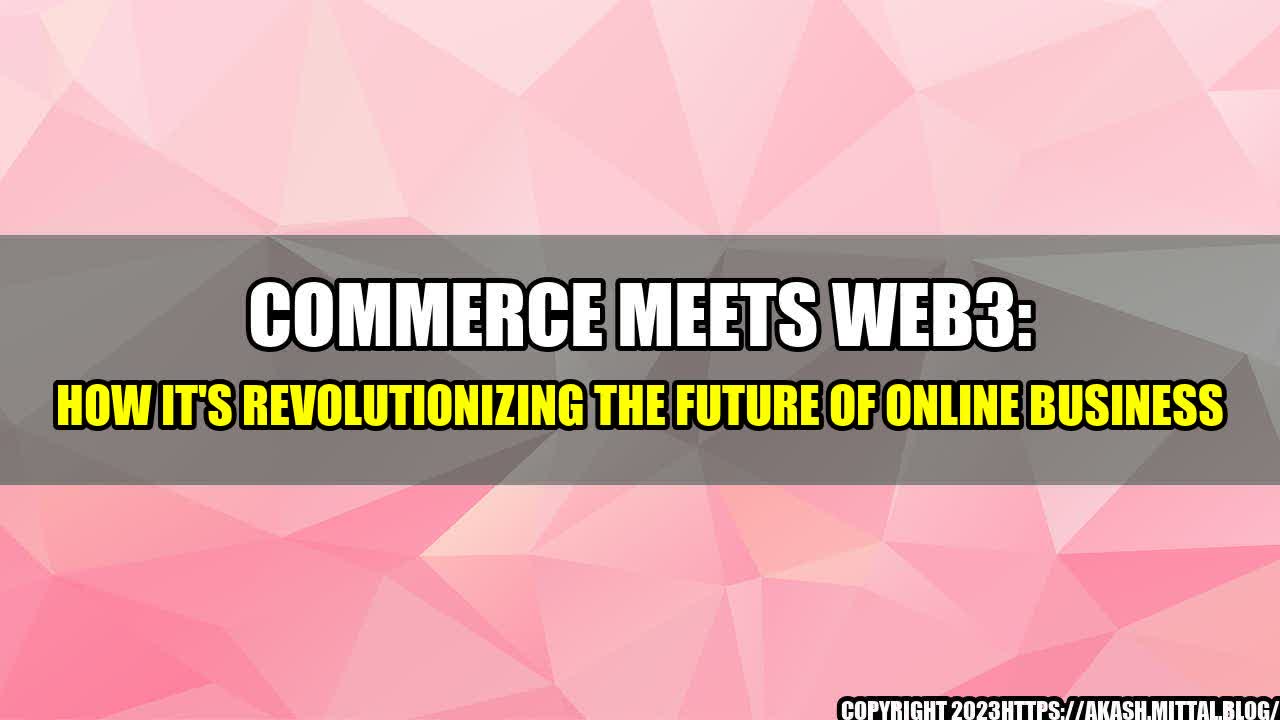 COMMERCE MEETS WEB3:
HOW IT'S REVOLUTIONIZING THE FUTURE OF ONLINE BUSINESS
COPYRIGHT 2023HTTPS://AKASH.MITTAL.BLOG/